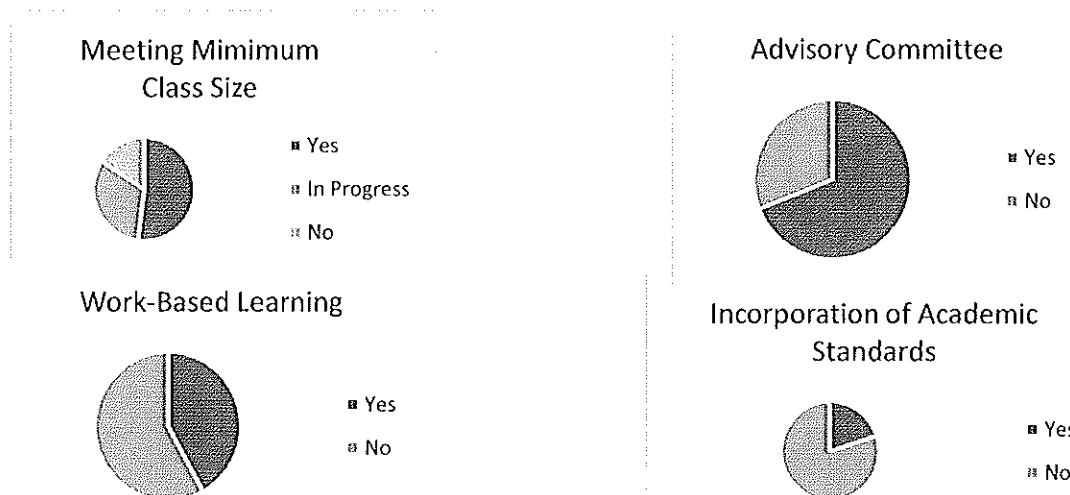 Meeting Mimimum
Class Size
Yes
In Progress
No
Advisory Committee
Yes
No
Work-Based Learning
Yes
No
Incorporation of Academic
Standards
Yes
No